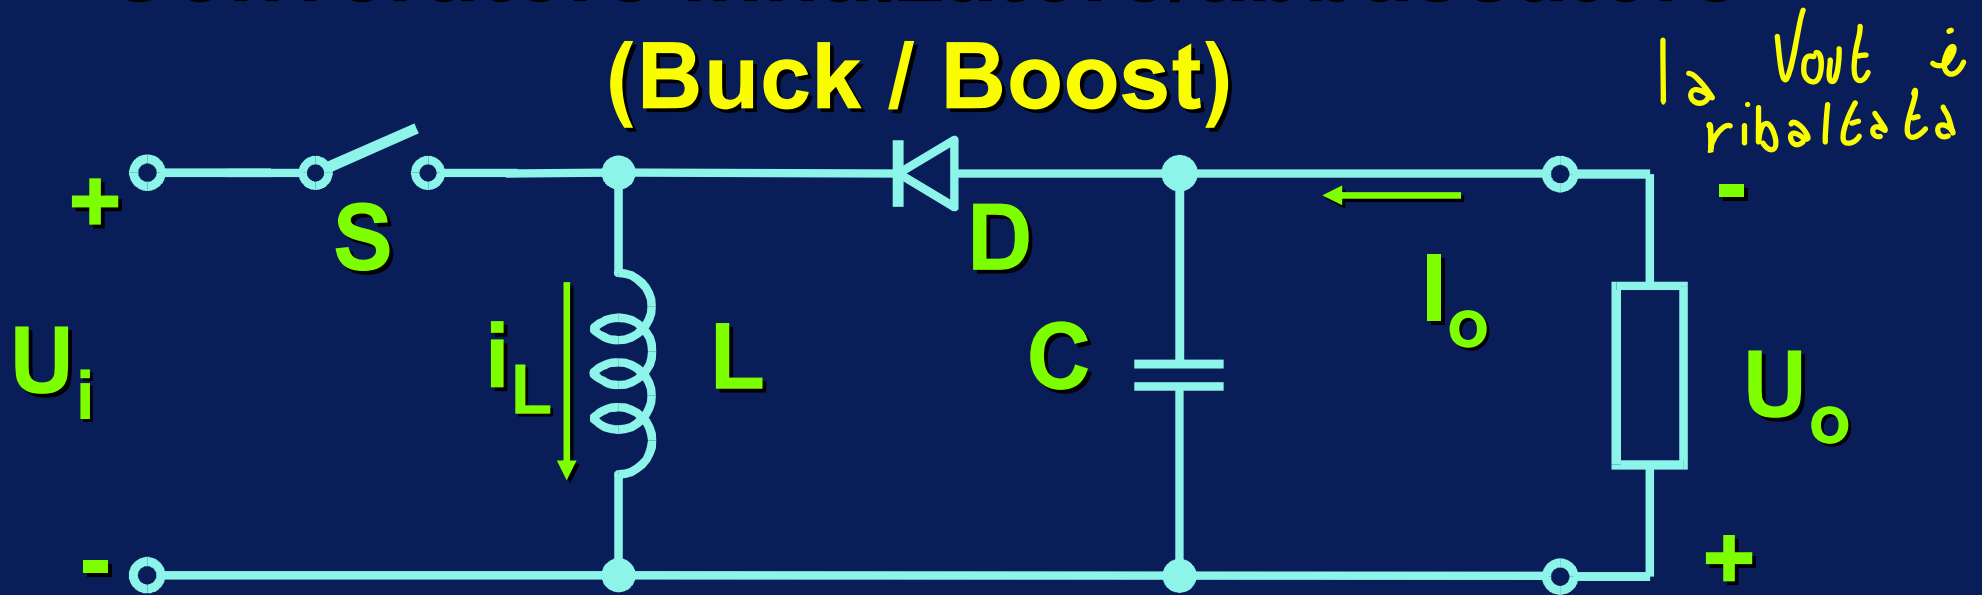 (Buck / Boost)
la Vout è
ribaltata
+
S
D
-
Ui
iL
L
C
Io
Uo
-
+